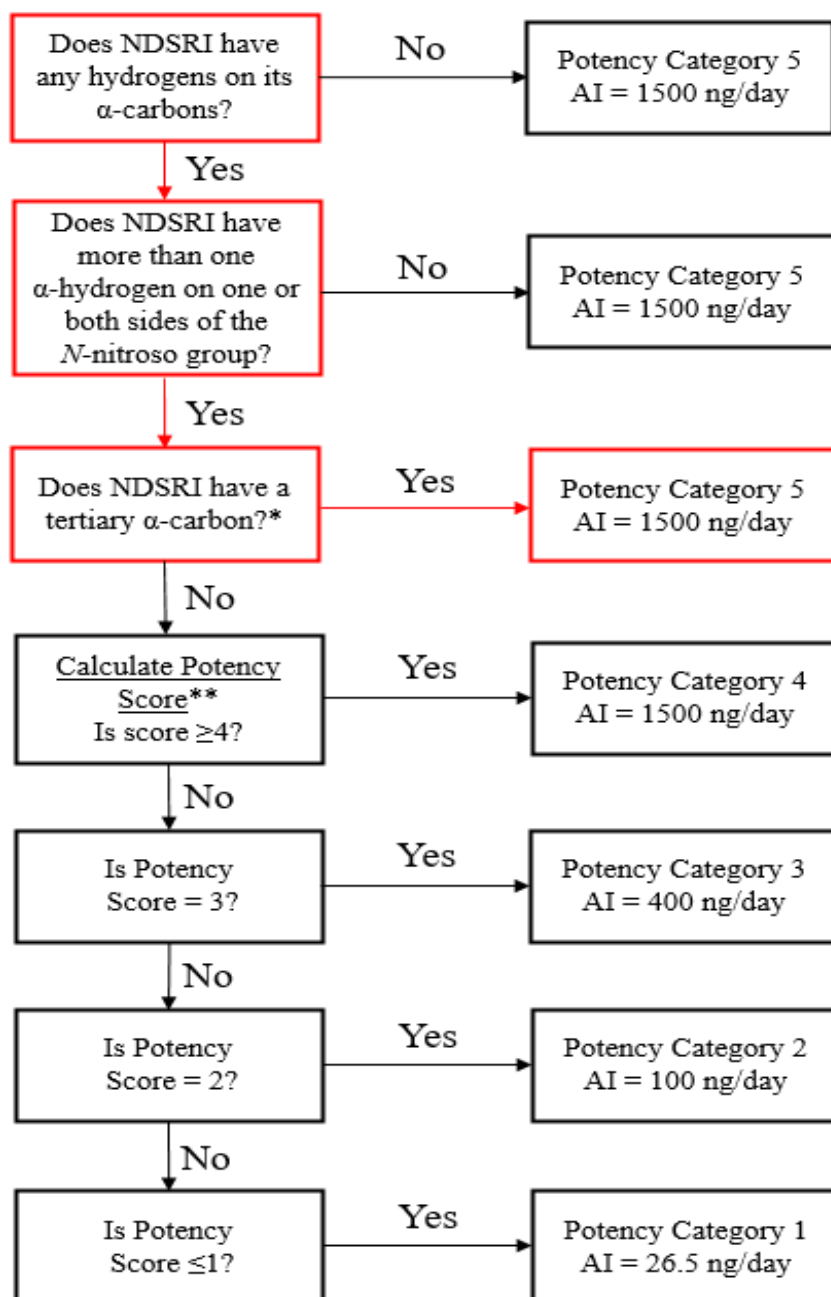 Does NDSRI have
any hydrogens on its
α-carbons?
No
Potency Category 5
AI = 1500 ng/day
Yes
Does NDSRI have
more than one
α-hydrogen on one or
both sides of the
N-nitroso group?
No
Potency Category 5
AI = 1500 ng/day
Yes
Does NDSRI have a
tertiary α-carbon?*
Yes
Potency Category 5
AI = 1500 ng/day
No
Calculate Potency
Score**
Is score ≥4?
Yes
Potency Category 4
AI = 1500 ng/day
No
Is Potency
Score = 3?
Yes
Potency Category 3
AI = 400 ng/day
No
Is Potency
Score = 2?
Yes
Potency Category 2
AI = 100 ng/day
No
Is Potency
Score ≤1?
Yes
Potency Category 1
AI = 26.5 ng/day